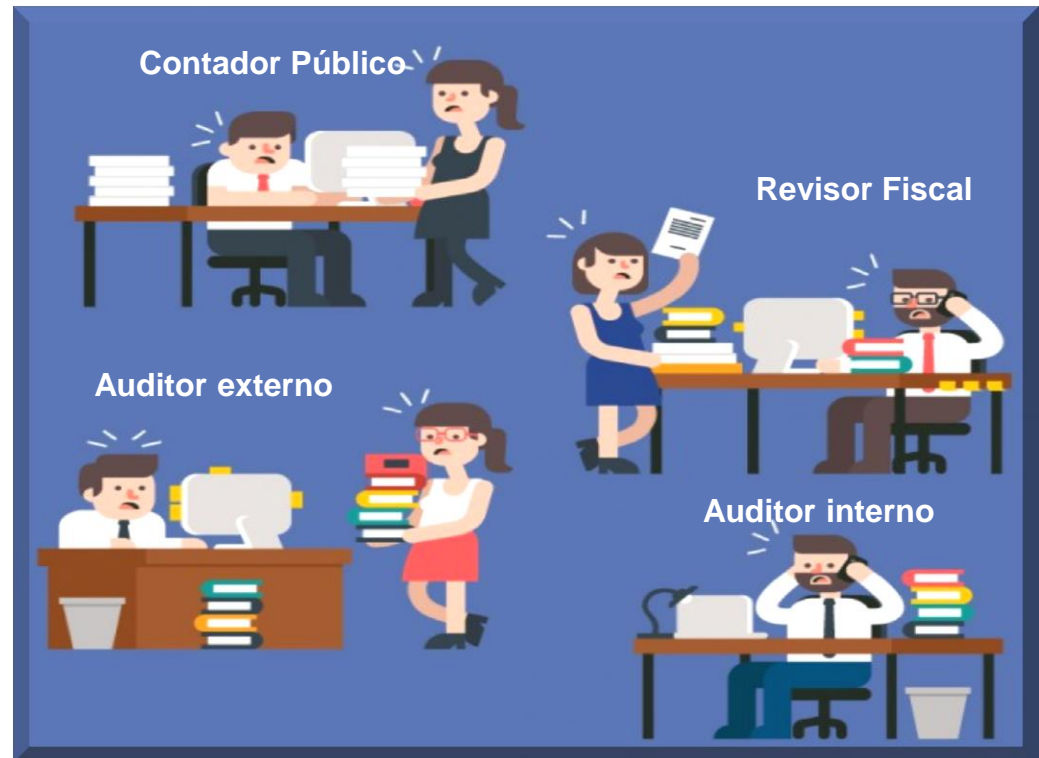 Contador Público
Revisor Fiscal
Auditor externo
Auditor interno